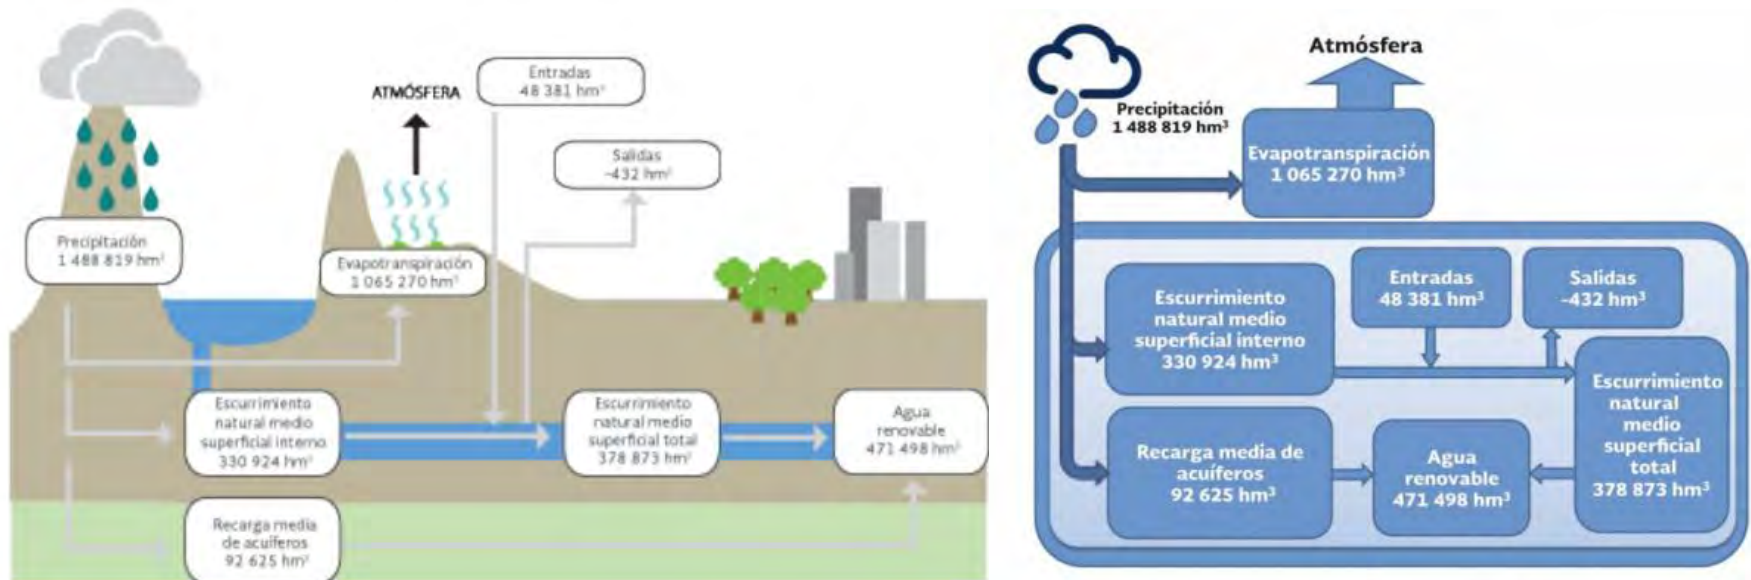 ATMÓSFERA
Entradas
48 381 hm³
Salidas
-432 hm³
Precipitación
1 488 819 hm³
Evapotranspiración
1 065 270 hm³
Escurrimiento
natural medio
superficial interno
330 924 hm³
Escurrimiento
natural medio
superficial total
378 873 hm³
Agua
renovable
471 498 hm³
Recarga media
de acuíferos
92 625 hm³
Atmósfera
Precipitación
1 488 819 hm³
Evapotranspiración
1 065 270 hm³
Escurrimiento
natural medio
superficial interno
330 924 hm³
Entradas
48 381 hm³
Salidas
-432 hm³
Escurrimiento
natural
medio
superficial
total
378 873 hm³
Recarga media de
acuíferos
92 625 hm³
Agua
renovable
471 498 hm³